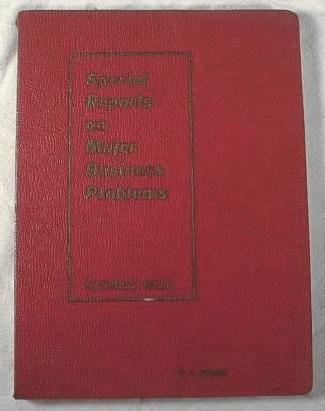 Special
Reports
on
Major
Business
Problems
BUSINESS WEEK